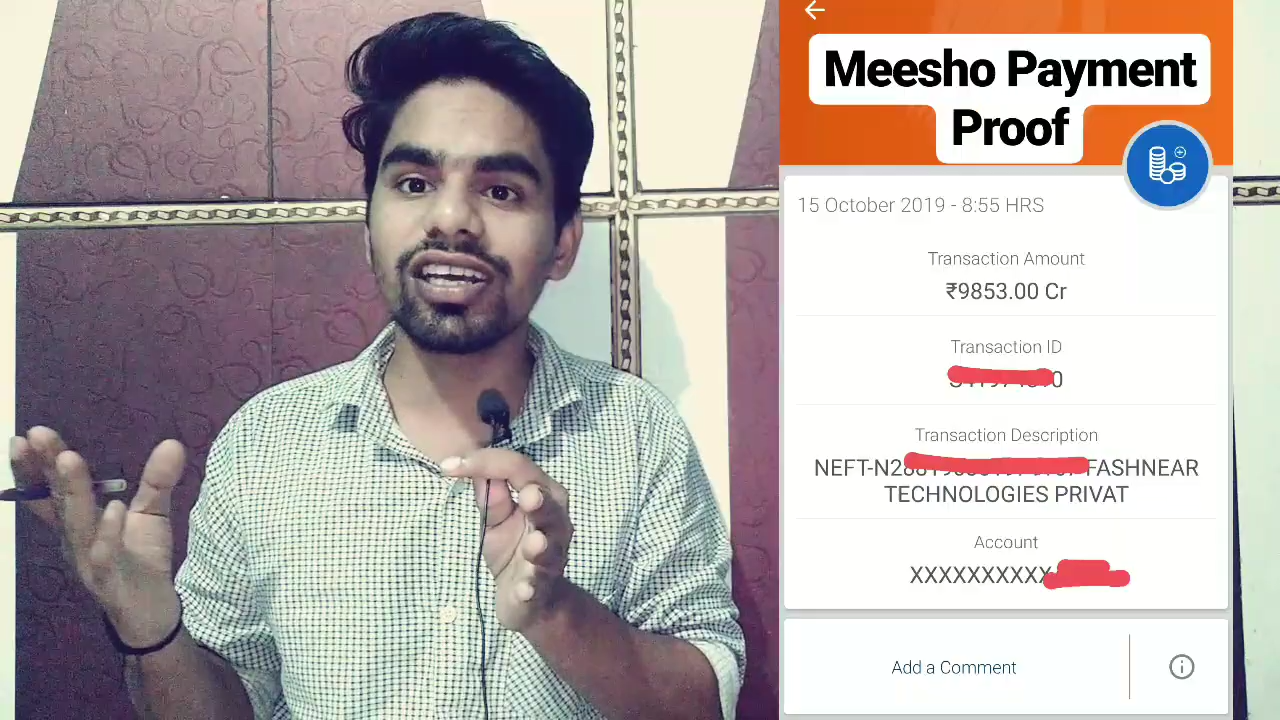 Meesho Payment
Proof
15 October 2019 - 8:55 HRS
Transaction Amount
₹9853.00 Cr
Transaction ID
Transaction Description
FASHNEAR
TECHNOLOGIES PRIVAT
Account
XXXXXXXXXX
Add a Comment